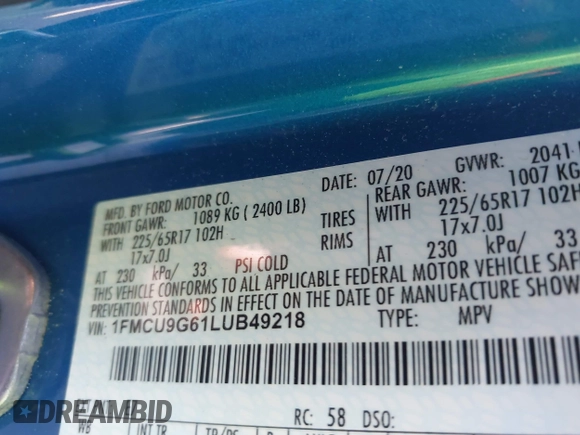 MFD. BY FORD MOTOR CO.
DATE: 07/20 GVWR: 2041
FRONT GAWR: 1089 KG ( 2400 LB)
REAR GAWR: 1007 KG
WITH 225/65R17 102H TIRES WITH 225/65R17 102H
17x7.0J RIMS 17x7.0J
AT 230 kPa/ 33 PSI COLD AT 230 kPa/ 33
THIS VEHICLE CONFORMS TO ALL APPLICABLE FEDERAL MOTOR VEHICLE
PREVENTION STANDARDS IN EFFECT ON THE DATE OF MANUFACTURE
VIN: 1FMCU9G61LUB49218 TYPE: MPV
RC: 58 DSO:
WB INT TR
DREAMBID